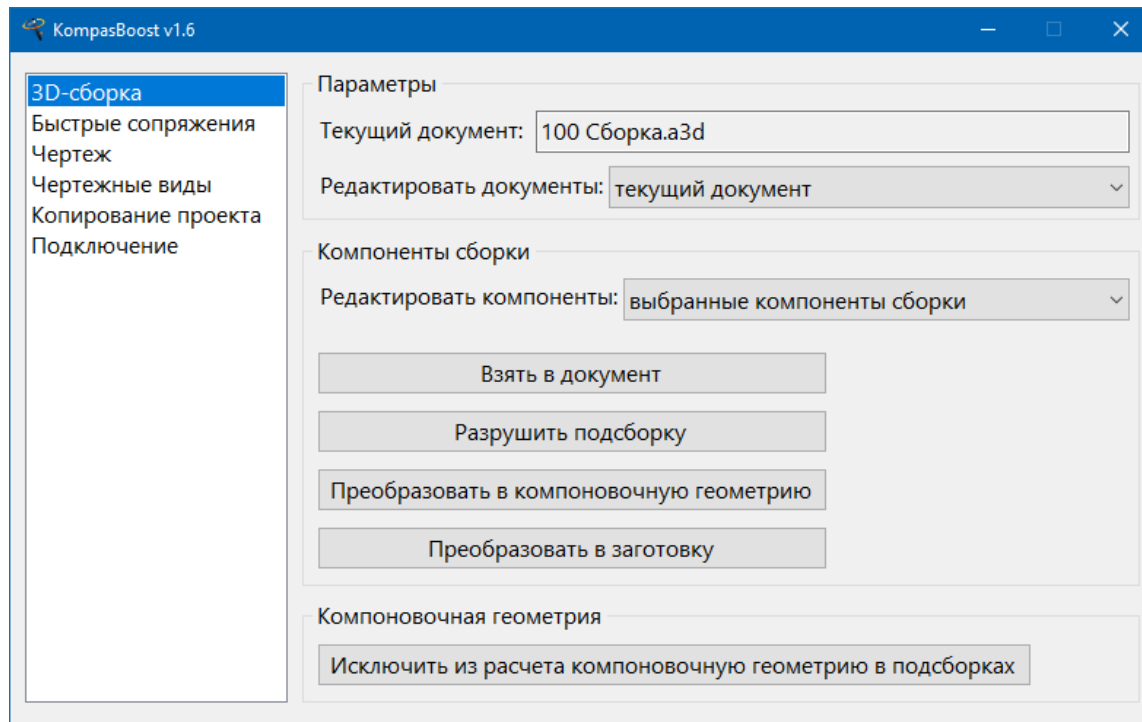 KompasBoost v1.6
3D-сборка
Быстрые сопряжения
Чертеж
Чертежные виды
Копирование проекта
Подключение
Параметры
Текущий документ: 100 Сборка.a3d
Редактировать документы: текущий документ
Компоненты сборки
Редактировать компоненты: выбранные компоненты сборки
Взять в документ
Разрушить подсборку
Преобразовать в компоновочную геометрию
Преобразовать в заготовку
Компоновочная геометрия
Исключить из расчета компоновочную геометрию в подсборках